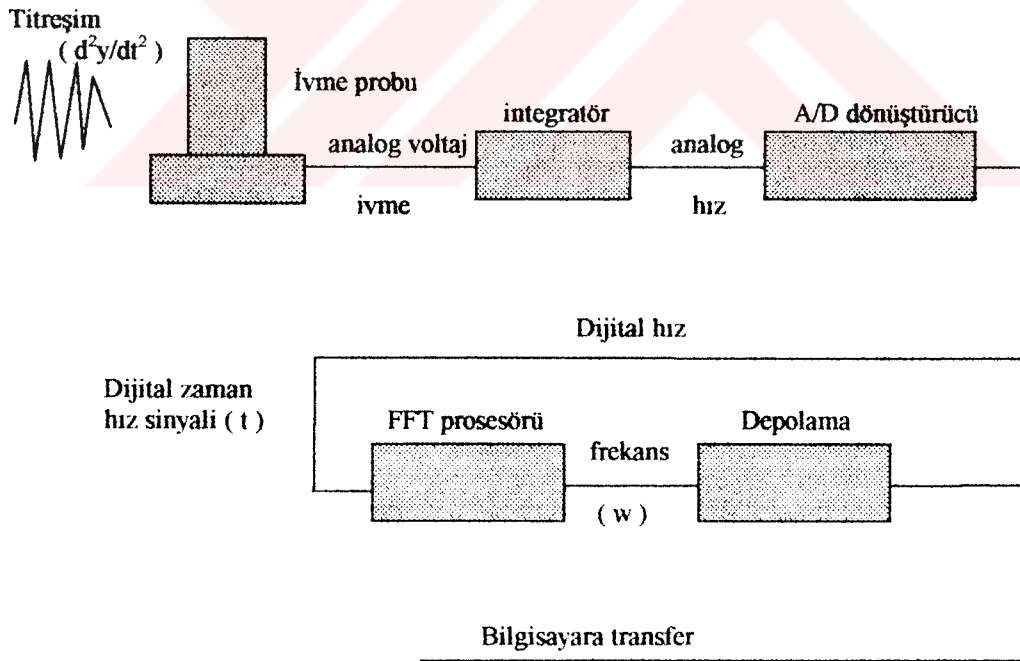 Titreşim
( d²y/dt² )
İvme probu
analog voltaj
ivme
integratör
analog
hız
A/D dönüştürücü
Dijital hız
Dijital zaman
hız sinyali ( t )
FFT prosesörü
frekans
( w )
Depolama
Bilgisayara transfer